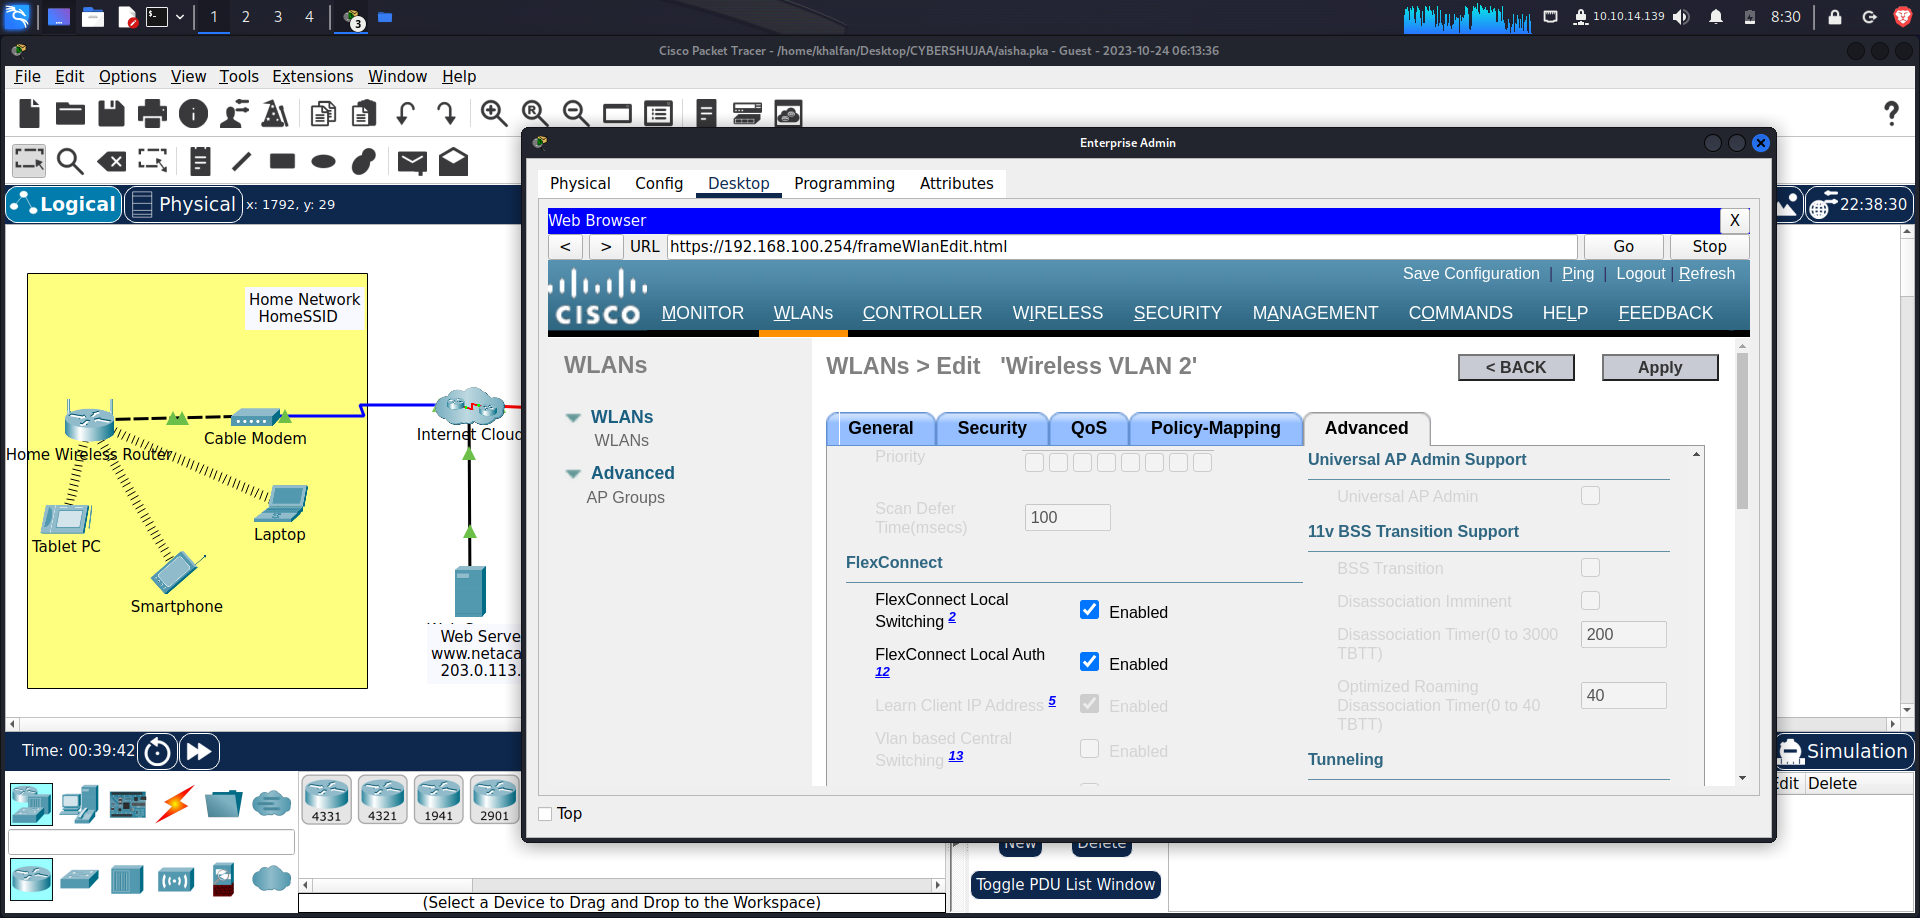 1 2 3 4 3 10.10.14.139 8:30
Cisco Packet Tracer - /home/khalfan/Desktop/CYBERSHUJAA/aisha.pka - Guest - 2023-10-24 06:13:36
File Edit Options View Tools Extensions Window Help
Enterprise Admin
Physical Config Desktop Programming Attributes
Logical Physical x: 1792, y: 29
22:38:30
Web Browser X
< > URL https://192.168.100.254/frameWlanEdit.html Go Stop
Save Configuration | Ping | Logout | Refresh
CISCO MONITOR WLANs CONTROLLER WIRELESS SECURITY MANAGEMENT COMMANDS HELP FEEDBACK
WLANs
WLANs > Edit 'Wireless VLAN 2' < BACK Apply
WLANs
WLANs
Advanced
AP Groups
General Security QoS Policy-Mapping Advanced
Priority
Scan Defer
Time(msecs) 100
FlexConnect
FlexConnect Local
Switching 2 Enabled
FlexConnect Local Auth
12 Enabled
Learn Client IP Address 5 Enabled
Vlan based Central
Switching 13 Enabled
Universal AP Admin Support
Universal AP Admin
11v BSS Transition Support
BSS Transition
Disassociation Imminent
Disassociation Timer(0 to 3000
TBTT) 200
Optimized Roaming
Disassociation Timer(0 to 40
TBTT) 40
Tunneling
Top
Home Network
HomeSSID
Cable Modem
Home Wireless Router
Internet Cloud
Laptop
Tablet PC
Smartphone
Web Serve
www.netaca
203.0.113.
Time: 00:39:42
Simulation
4331 4321 1941 2901
dit Delete
New Delete
Toggle PDU List Window
(Select a Device to Drag and Drop to the Workspace)